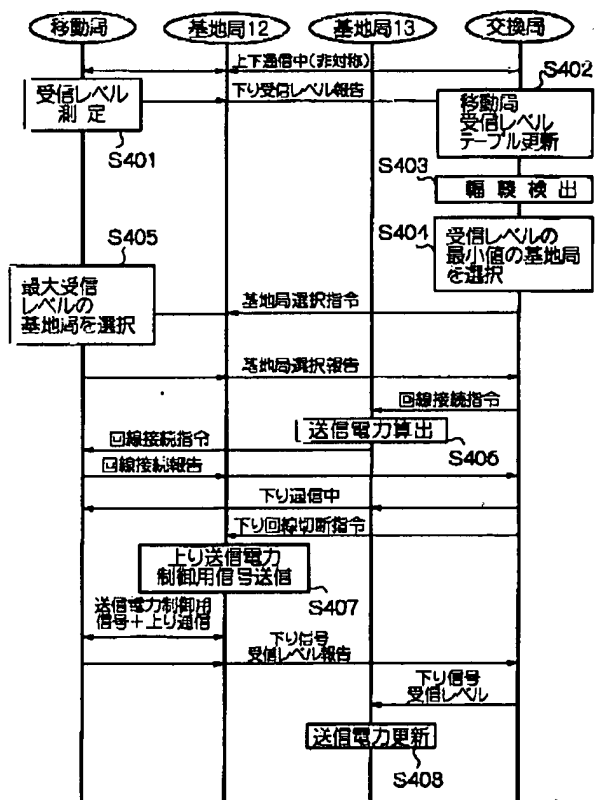 移動局
基地局12
基地局13
交換局
上下通信中(非対称)
S402
受信レベル
測定
下り受信レベル報告
移動局
受信レベル
テーブル更新
S401
S403
輻輳検出
S405
S404
受信レベルの
最小値の基地局
を選択
最大受信
レベルの
基地局を選択
基地局選択指令
基地局選択報告
回線接続指令
送信電力算出
回線接続指令
S406
回線接続報告
下り通信中
下り回線切断指令
上り送信電力
制御用信号送信
送信電力制御用
信号+上り通信
S407
下り信号
受信レベル報告
下り信号
受信レベル
送信電力更新
S408